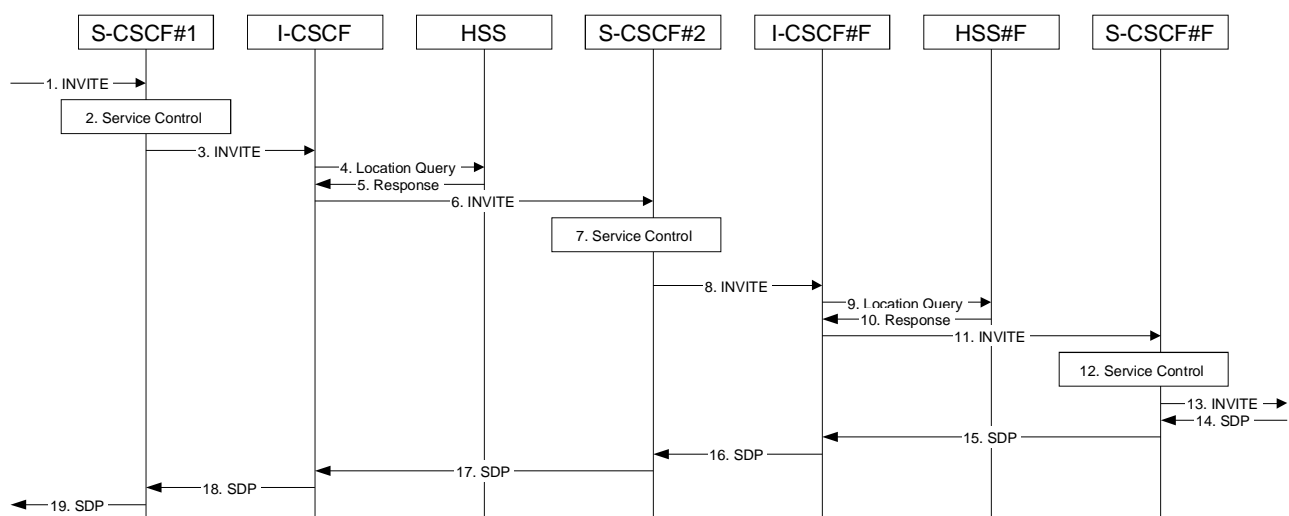 S-CSCF#1
I-CSCF
HSS
S-CSCF#2
I-CSCF#F
HSS#F
S-CSCF#F
1. INVITE
2. Service Control
3. INVITE
4. Location Query
5. Response
6. INVITE
7. Service Control
8. INVITE
9. Location Query
10. Response
11. INVITE
12. Service Control
13. INVITE
14. SDP
15. SDP
16. SDP
17. SDP
18. SDP
19. SDP